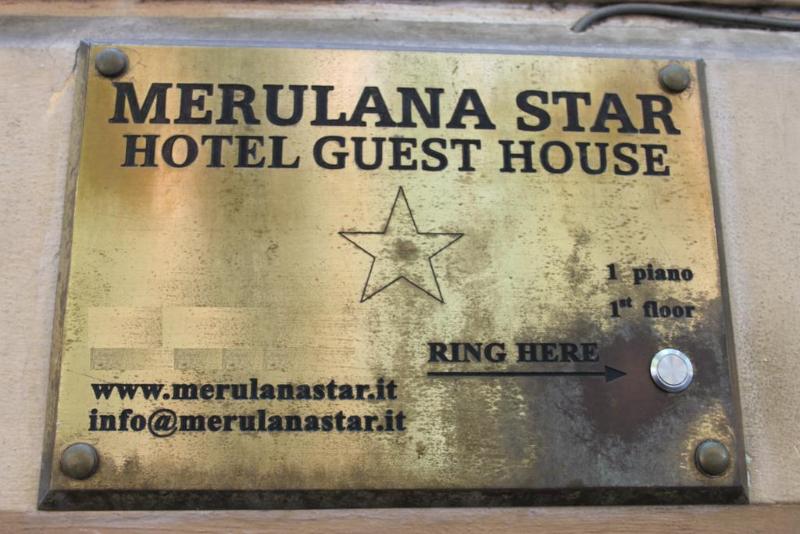 MERULANA STAR
HOTEL GUEST HOUSE
1 piano
1st floor
RING HERE
www.merulanastar.it
info@merulanastar.it